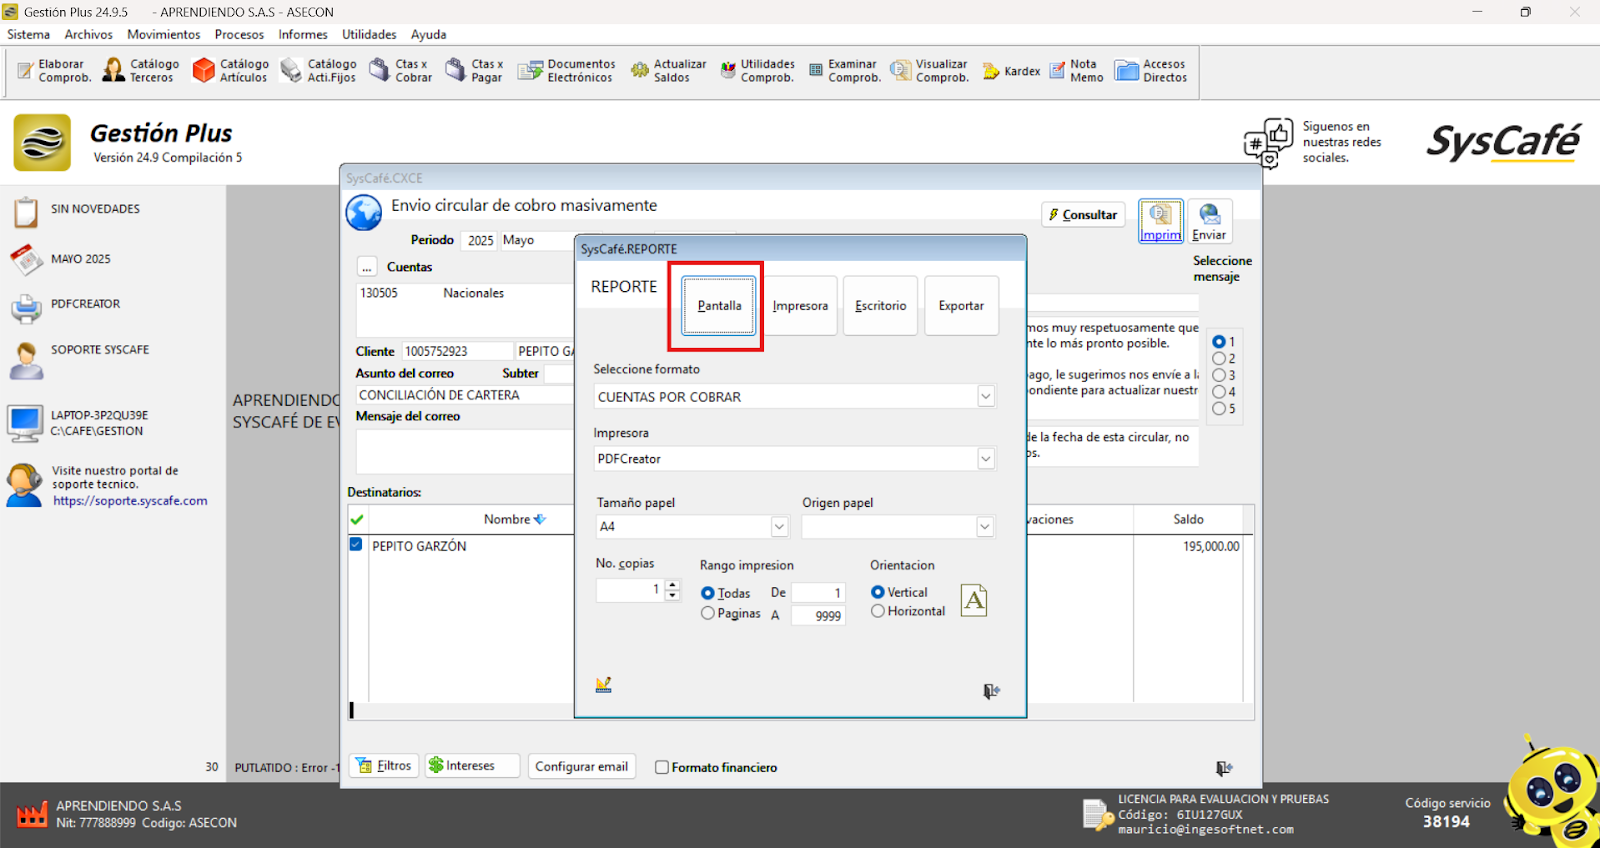 Gestión Plus 24.9.5 - APRENDIENDO S.A.S - ASECON
Sistema Archivos Movimientos Procesos Informes Utilidades Ayuda
Elaborar Comprob.
Catálogo Terceros
Catálogo Artículos
Catálogo Acti.Fijos
Ctas x Cobrar
Ctas x Pagar
Documentos Electrónicos
Actualizar Saldos
Utilidades Comprob.
Examinar Comprob.
Visualizar Comprob.
Kardex
Nota Memo
Accesos Directos
Gestión Plus
Versión 24.9 Compilación 5
Siguenos en
nuestras redes
sociales.
SysCafé
SIN NOVEDADES
MAYO 2025
PDFCREATOR
SOPORTE SYSCAFE
LAPTOP-3P2QU39E
C:\CAFE\GESTION
Visite nuestro portal de
soporte tecnico.
https://soporte.syscafe.com
30
APRENDIENDO
SYSCAFÉ DE EV
PUTLATIDO : Error -1
SysCafé.CXCE
Envio circular de cobro masivamente
Consultar
Imprim
Enviar
Periodo 2025 Mayo
... Cuentas
130505 Nacionales
Cliente 1005752923 PEPITO GA
Asunto del correo Subter
CONCILIACIÓN DE CARTERA
Mensaje del correo
Seleccione
mensaje
mos muy respetuosamente que
nte lo más pronto posible.
pago, le sugerimos nos envíe a la
pondiente para actualizar nuestr
de la fecha de esta circular, no
os.
1
2
3
4
5
Destinatarios:
Nombre vaciones Saldo
PEPITO GARZÓN 195,000.00
Filtros Intereses Configurar email Formato financiero
SysCafé.REPORTE
REPORTE
Pantalla Impresora Escritorio Exportar
Seleccione formato
CUENTAS POR COBRAR
Impresora
PDFCreator
Tamaño papel Origen papel
A4
No. copias Rango impresion Orientacion
1 Todas De 1 Vertical
Paginas A 9999 Horizontal
A
APRENDIENDO S.A.S
Nit: 777888999 Codigo: ASECON
LICENCIA PARA EVALUACION Y PRUEBAS
Código: 6IU127GUX
mauricio@ingesoftnet.com
Código servicio
38194